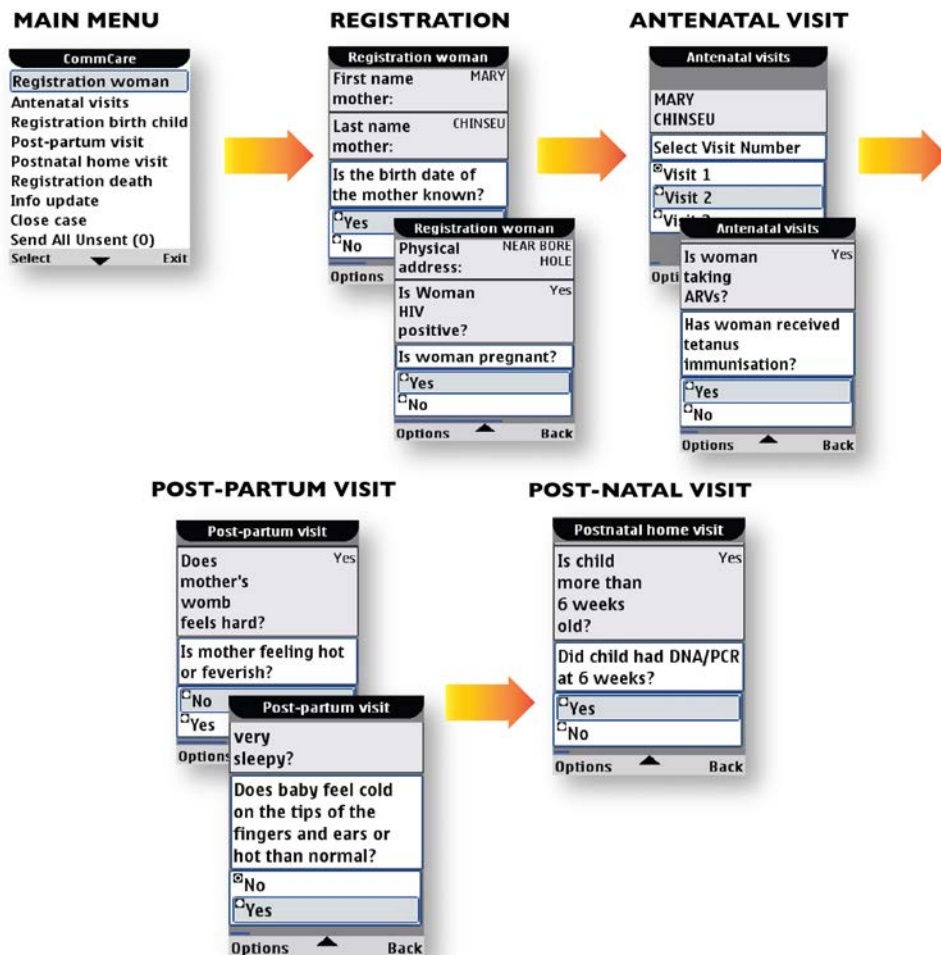 MAIN MENU
CommCare
Registration woman
Antenatal visits
Registration birth child
Post-partum visit
Postnatal home visit
Registration death
Info update
Close case
Send All Unsent (0)
Select Exit
REGISTRATION
Registration woman
First name MARY
mother:
Last name CHINSEU
mother:
Is the birth date of
the mother known?
Yes
No
Options
Registration woman
Physical NEAR BORE
address: HOLE
Is Woman Yes
HIV
positive?
Is woman pregnant?
Yes
No
Options Back
ANTENATAL VISIT
Antenatal visits
MARY
CHINSEU
Select Visit Number
Visit 1
Visit 2
Antenatal visits
Is woman Yes
taking
ARVs?
Has woman received
tetanus
immunisation?
Yes
No
Options Back
POST-PARTUM VISIT
Post-partum visit
Does Yes
mother's
womb
feels hard?
Is mother feeling hot
or feverish?
No
Yes
Options
Post-partum visit
very
sleepy?
Does baby feel cold
on the tips of the
fingers and ears or
hot than normal?
No
Yes
Options Back
POST-NATAL VISIT
Postnatal home visit
Is child Yes
more than
6 weeks
old?
Did child had DNA/PCR
at 6 weeks?
Yes
No
Options Back